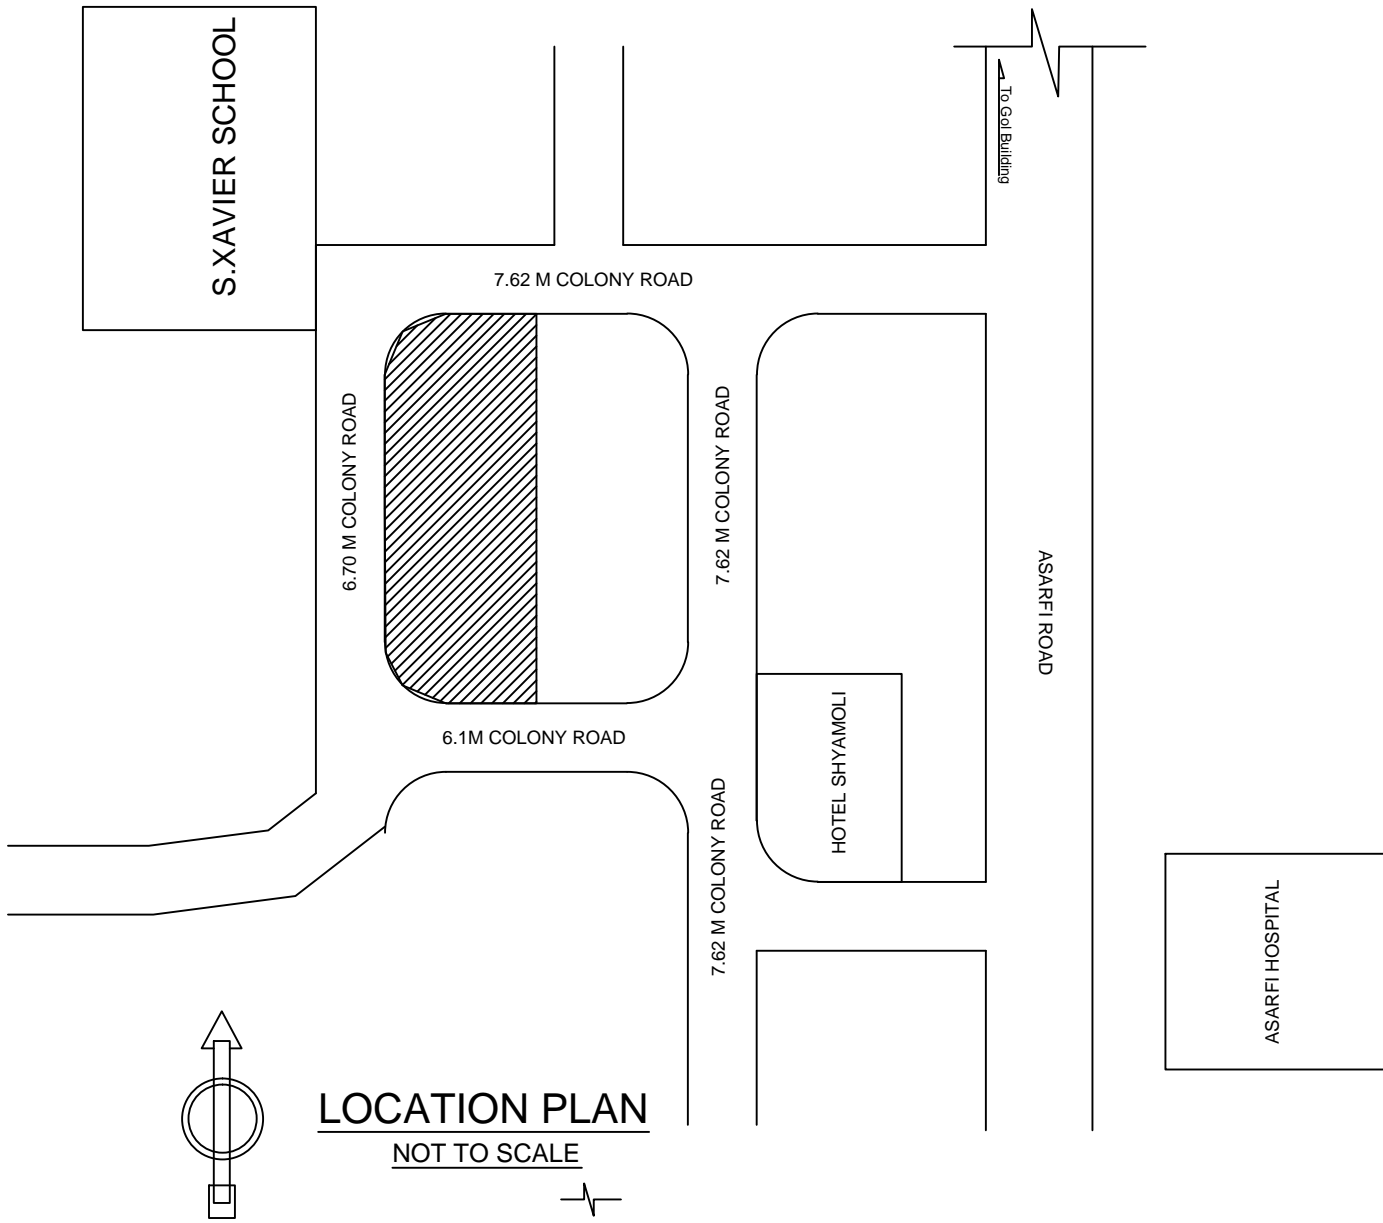 S.XAVIER SCHOOL
To Gol Building
7.62 M COLONY ROAD
6.70 M COLONY ROAD
7.62 M COLONY ROAD
ASARFI ROAD
6.1M COLONY ROAD
HOTEL SHYAMOLI
7.62 M COLONY ROAD
ASARFI HOSPITAL
LOCATION PLAN
NOT TO SCALE